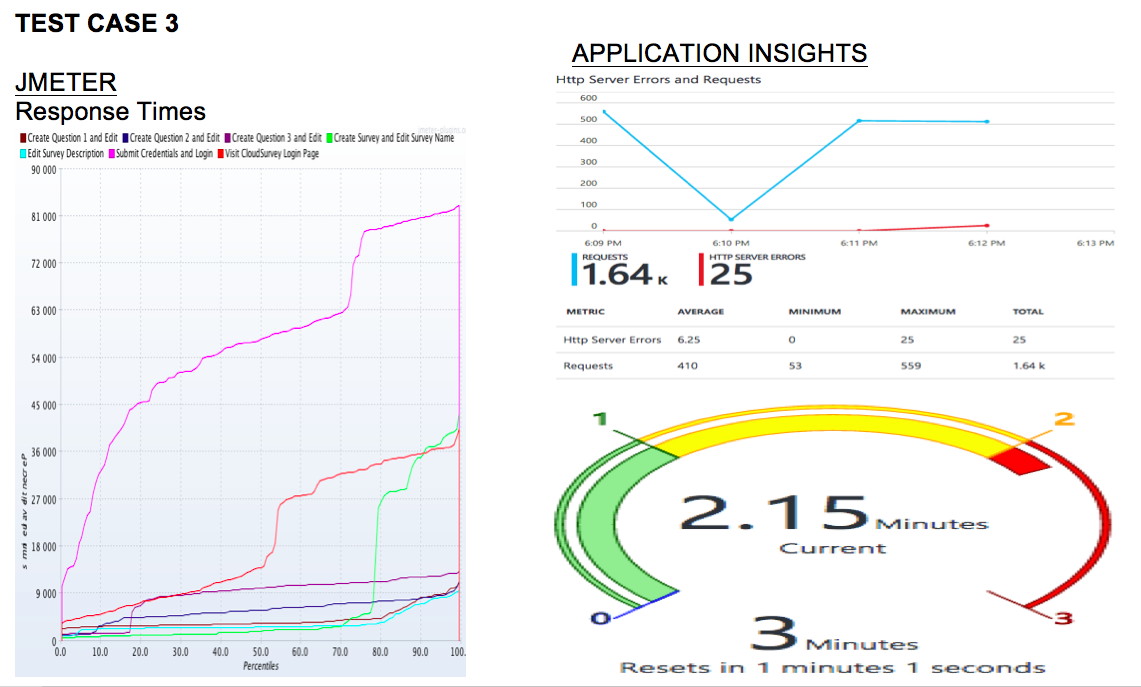 TEST CASE 3
JMETER
Response Times
Create Question 1 and Edit Create Question 2 and Edit Create Question 3 and Edit Create Survey and Edit Survey Name
Edit Survey Description Submit Credentials and Login Visit CloudSurvey Login Page
90 000
81 000
72 000
63 000
54 000
45 000
36 000
27 000
18 000
9 000
0
0.0 10.0 20.0 30.0 40.0 50.0 60.0 70.0 80.0 90.0 100.
Percentiles
APPLICATION INSIGHTS
Http Server Errors and Requests
600
500
400
300
200
100
0
6:09 PM 6:10 PM 6:11 PM 6:12 PM 6:13 PM
REQUESTS HTTP SERVER ERRORS
1.64 K 25
METRIC AVERAGE MINIMUM MAXIMUM TOTAL
Http Server Errors 6.25 0 25 25
Requests 410 53 559 1.64 k
1 2
2.15 Minutes
Current
0 3
3 Minutes
Resets in 1 minutes 1 seconds